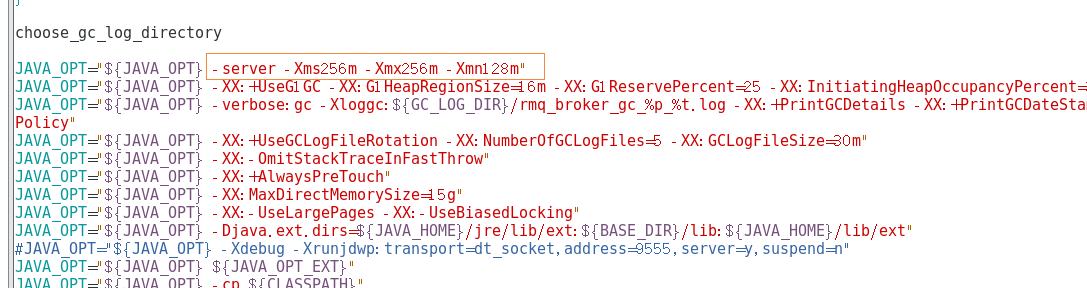 }
choose_gc_log_directory
JAVA_OPT="${JAVA_OPT} -server -Xms256m -Xmx256m -Xmn128m"
JAVA_OPT="${JAVA_OPT} -XX:+UseG1GC -XX:G1HeapRegionSize=16m -XX:G1ReservePercent=25 -XX:InitiatingHeapOccupancyPercent=
JAVA_OPT="${JAVA_OPT} -verbose:gc -Xloggc:${GC_LOG_DIR}/rmq_broker_gc_%p_%t.log -XX:+PrintGCDetails -XX:+PrintGCDateSta
Policy"
JAVA_OPT="${JAVA_OPT} -XX:+UseGCLogFileRotation -XX:NumberOfGCLogFiles=5 -XX:GCLogFileSize=30m"
JAVA_OPT="${JAVA_OPT} -XX:-OmitStackTraceInFastThrow"
JAVA_OPT="${JAVA_OPT} -XX:+AlwaysPreTouch"
JAVA_OPT="${JAVA_OPT} -XX:MaxDirectMemorySize=15g"
JAVA_OPT="${JAVA_OPT} -XX:-UseLargePages -XX:-UseBiasedLocking"
JAVA_OPT="${JAVA_OPT} -Djava.ext.dirs=${JAVA_HOME}/jre/lib/ext:${BASE_DIR}/lib:${JAVA_HOME}/lib/ext"
#JAVA_OPT="${JAVA_OPT} -Xdebug -Xrunjdwp:transport=dt_socket,address=9555,server=y,suspend=n"
JAVA_OPT="${JAVA_OPT} ${JAVA_OPT_EXT}"
JAVA_OPT="${JAVA_OPT} -cp ${CLASSPATH}"